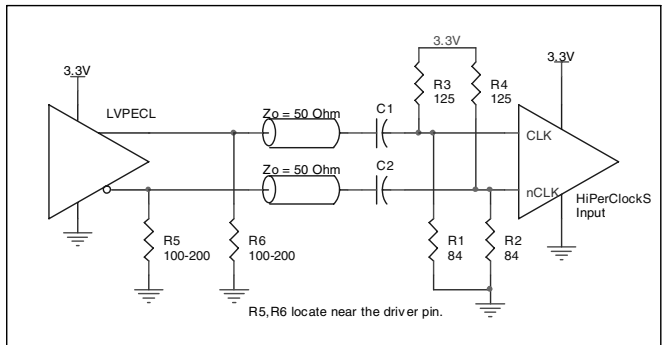 3.3V
3.3V
3.3V
R3
125
R4
125
LVPECL
Zo = 50 Ohm
C1
CLK
Zo = 50 Ohm
C2
nCLK
HiPerClockS
Input
R5
100-200
R6
100-200
R1
84
R2
84
R5,R6 locate near the driver pin.